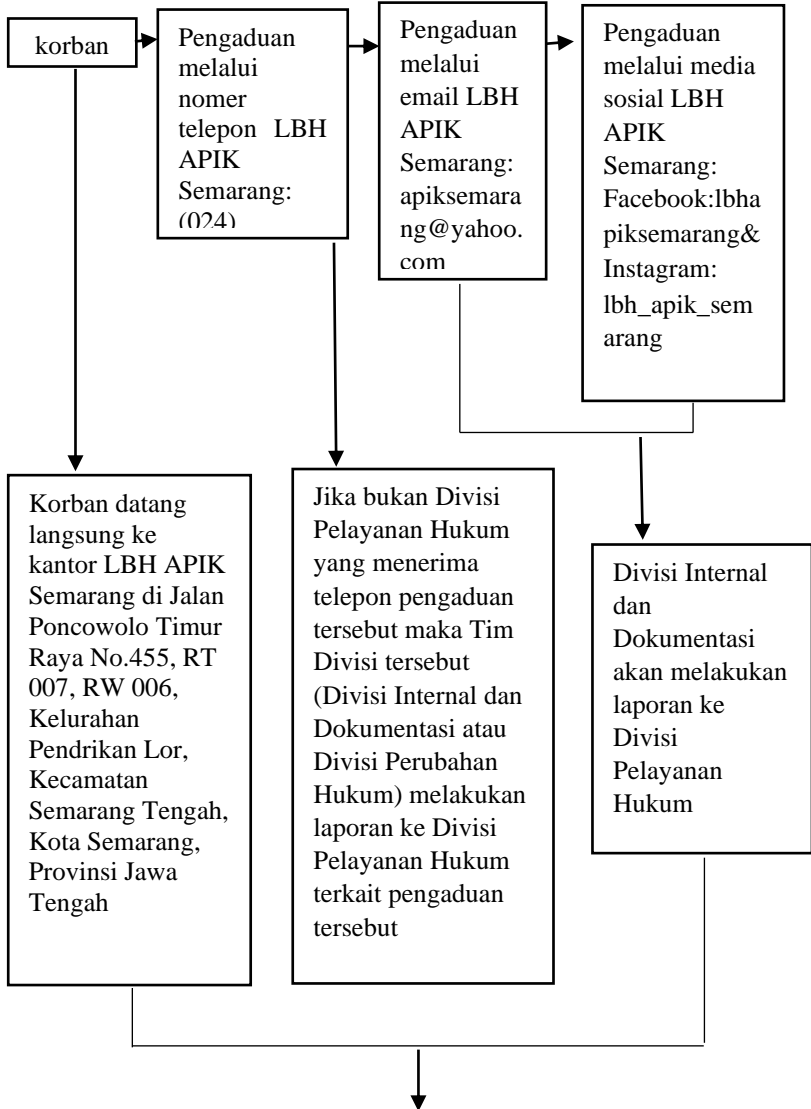 korban
Pengaduan
melalui
nomer
telepon LBH
APIK
Semarang:
(024)
Pengaduan
melalui
email LBH
APIK
Semarang:
apiksemara
ng@yahoo.
com
Pengaduan
melalui media
sosial LBH
APIK
Semarang:
Facebook:lbha
piksemarang&
Instagram:
lbh_apik_sem
arang
Korban datang
langsung ke
kantor LBH APIK
Semarang di Jalan
Poncowolo Timur
Raya No.455, RT
007, RW 006,
Kelurahan
Pendrikan Lor,
Kecamatan
Semarang Tengah,
Kota Semarang,
Provinsi Jawa
Tengah
Jika bukan Divisi
Pelayanan Hukum
yang menerima
telepon pengaduan
tersebut maka Tim
Divisi tersebut
(Divisi Internal dan
Dokumentasi atau
Divisi Perubahan
Hukum) melakukan
laporan ke Divisi
Pelayanan Hukum
terkait pengaduan
tersebut
Divisi Internal
dan
Dokumentasi
akan melakukan
laporan ke
Divisi
Pelayanan
Hukum